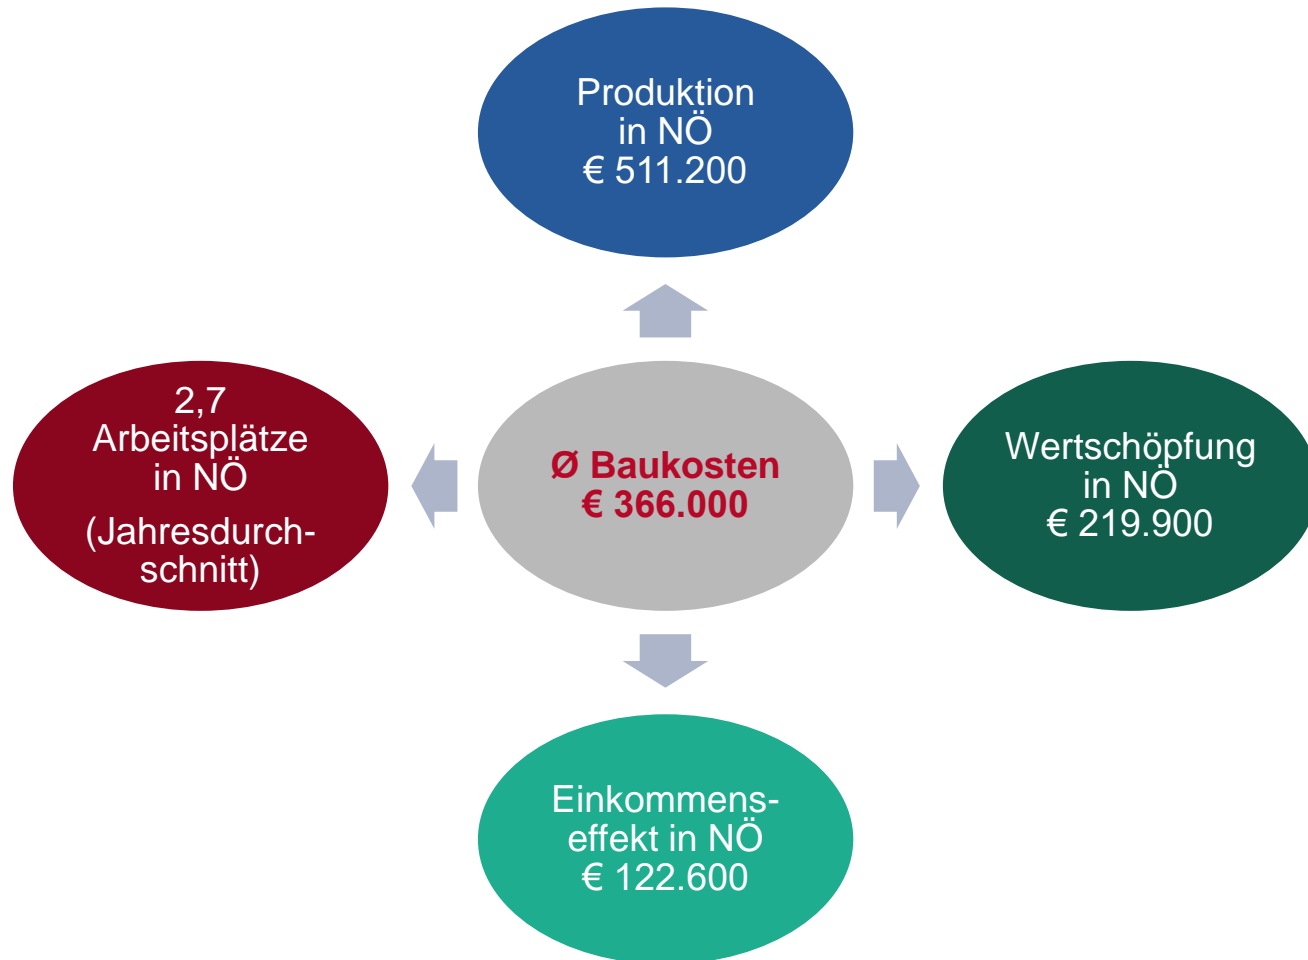 Produktion
in NÖ
€ 511.200
2,7
Arbeitsplätze
in NÖ
(Jahresdurch-
schnitt)
Ø Baukosten
€ 366.000
Wertschöpfung
in NÖ
€ 219.900
Einkommens-
effekt in NÖ
€ 122.600